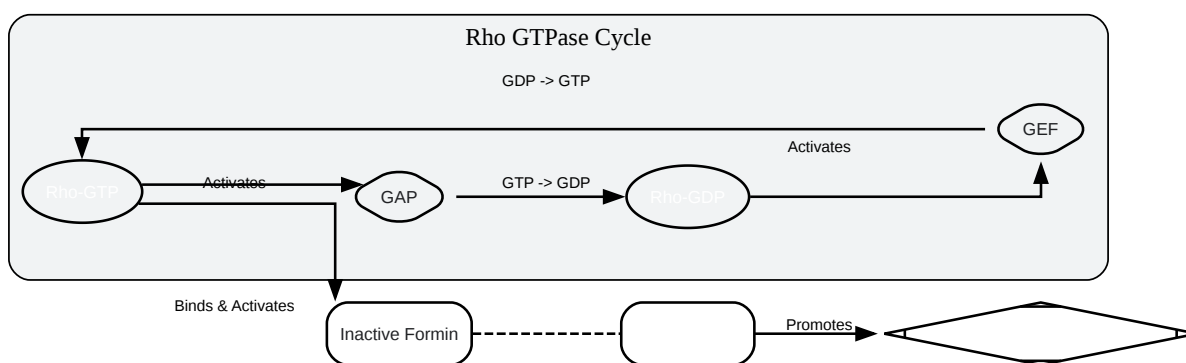 Rho GTPase Cycle
GDP -> GTP
GEF
Activates
Rho-GTP
Activates
GAP
GTP -> GDP
Rho-GDP
Binds & Activates
Inactive Formin
Promotes